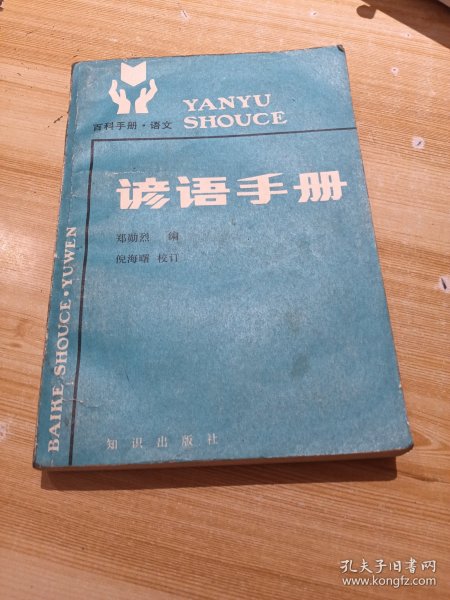 百科手册·语文
YANYU
SHOUCE
谚语手册
郑勋烈 编
倪海曙 校订
BAIKE SHOUCE·YUWEN
知识出版社
孔夫子旧书网
www.kongfz.com